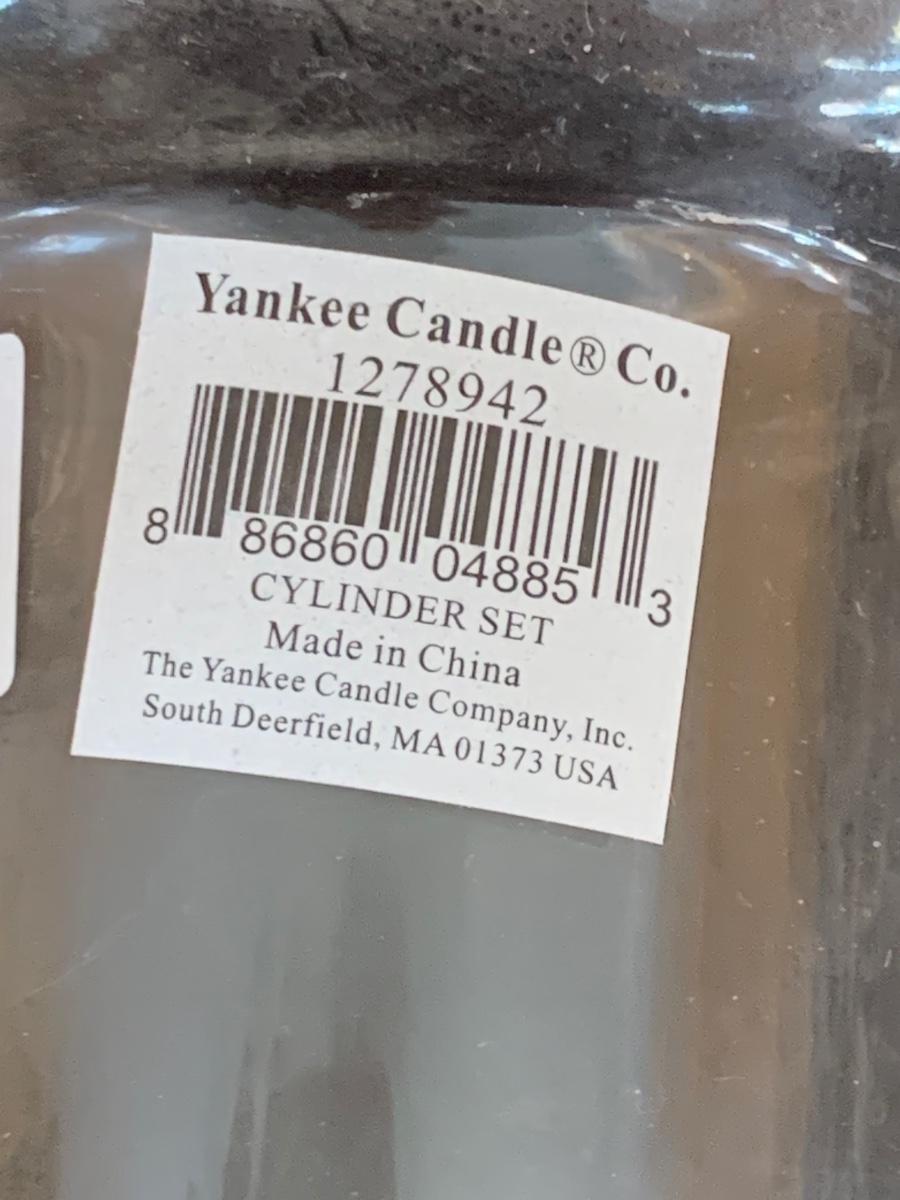 Yankee Candle® Co.
1278942
8 86860 04885 3
CYLINDER SET
Made in China
The Yankee Candle Company, Inc.
South Deerfield, MA 01373 USA